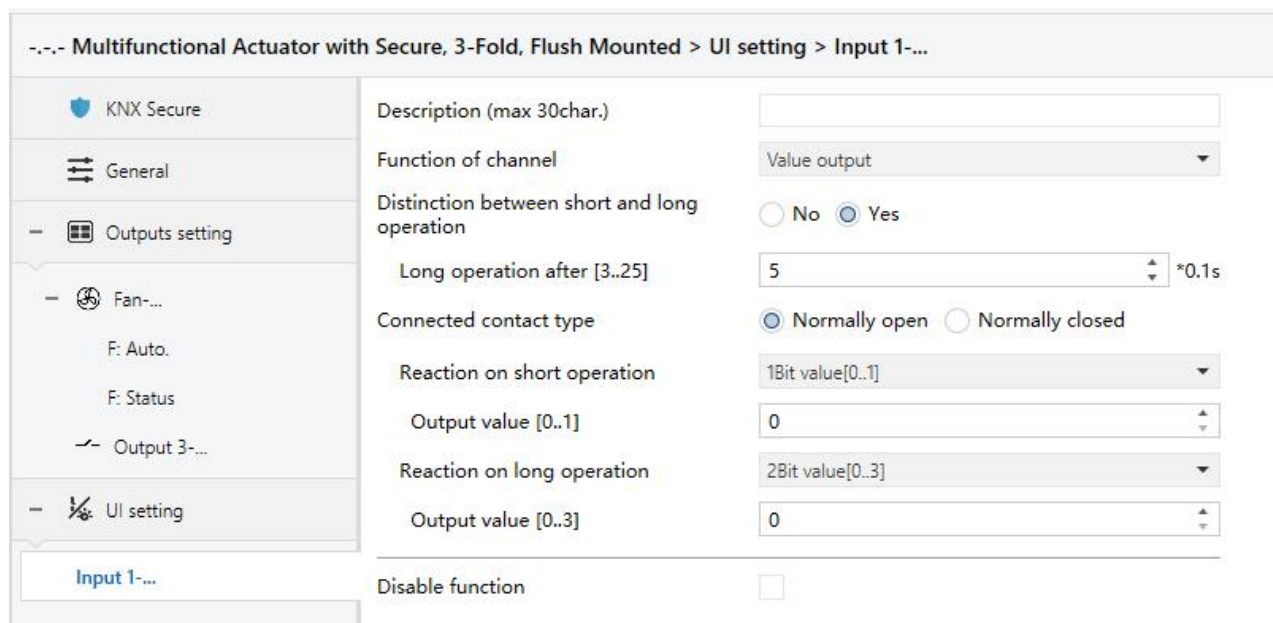 -.-.- Multifunctional Actuator with Secure, 3-Fold, Flush Mounted > UI setting > Input 1-...
KNX Secure
General
Outputs setting
Fan-...
F: Auto.
F: Status
Output 3-...
UI setting
Input 1-...
Description (max 30char.)
Function of channel Value output
Distinction between short and long
operation No Yes
Long operation after [3..25] 5 *0.1s
Connected contact type Normally open Normally closed
Reaction on short operation 1Bit value[0..1]
Output value [0..1] 0
Reaction on long operation 2Bit value[0..3]
Output value [0..3] 0
Disable function